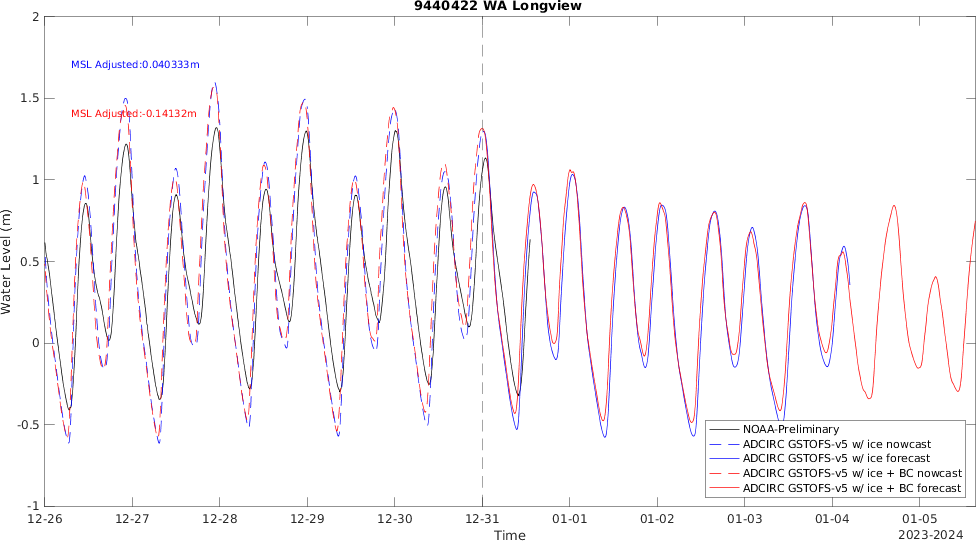 9440422 WA Longview
2
1.5
1
0.5
0
-0.5
-1
Water Level (m)
MSL Adjusted:0.040333m
MSL Adjusted:-0.14132m
NOAA-Preliminary
ADCIRC GSTOFS-v5 w/ ice nowcast
ADCIRC GSTOFS-v5 w/ ice forecast
ADCIRC GSTOFS-v5 w/ ice + BC nowcast
ADCIRC GSTOFS-v5 w/ ice + BC forecast
12-26 12-27 12-28 12-29 12-30 12-31 01-01 01-02 01-03 01-04 01-05
Time
2023-2024